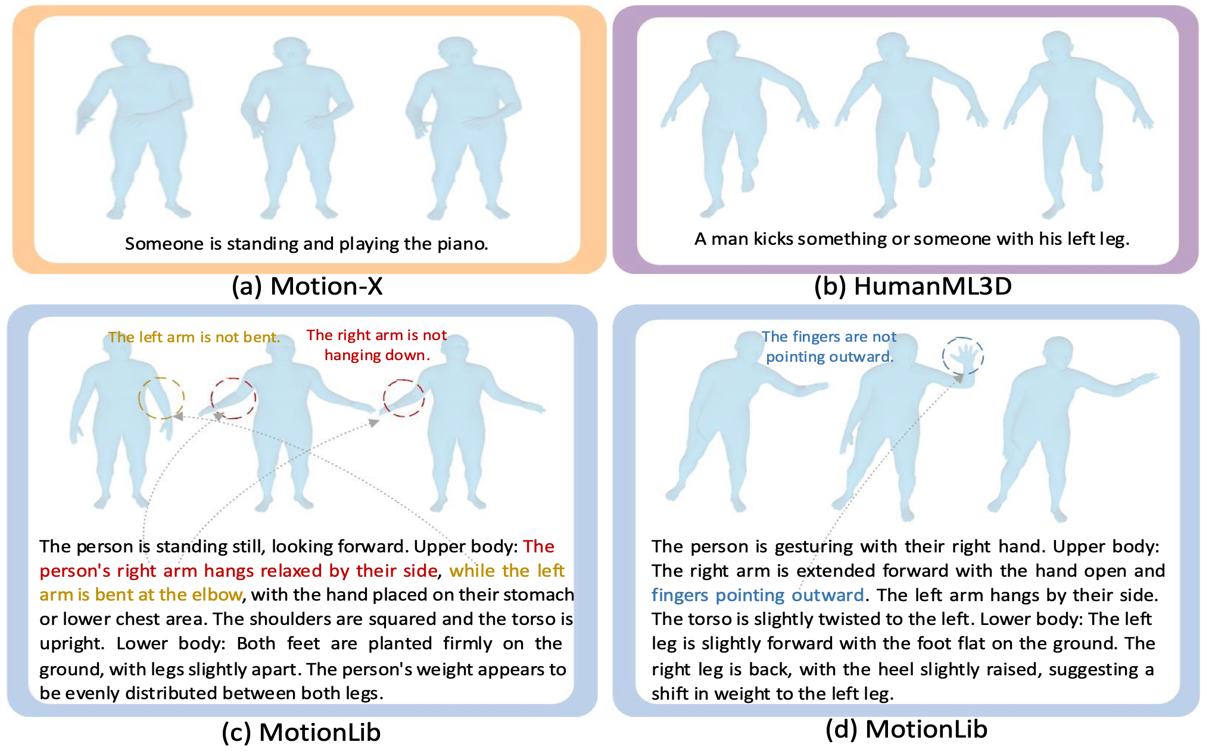 Someone is standing and playing the piano.
(a) Motion-X
A man kicks something or someone with his left leg.
(b) HumanML3D
The left arm is not bent.
The right arm is not
hanging down.
The person is standing still, looking forward. Upper body: The
person's right arm hangs relaxed by their side, while the left
arm is bent at the elbow, with the hand placed on their stomach
or lower chest area. The shoulders are squared and the torso is
upright. Lower body: Both feet are planted firmly on the
ground, with legs slightly apart. The person's weight appears to
be evenly distributed between both legs.
(c) MotionLib
The fingers are not
pointing outward.
The person is gesturing with their right hand. Upper body:
The right arm is extended forward with the hand open and
fingers pointing outward. The left arm hangs by their side.
The torso is slightly twisted to the left. Lower body: The left
leg is slightly forward with the foot flat on the ground. The
right leg is back, with the heel slightly raised, suggesting a
shift in weight to the left leg.
(d) MotionLib